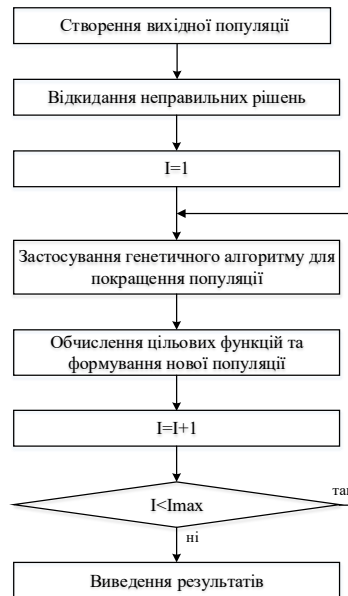 Створення вихідної популяції
Відкидання неправильних рішень
I=1
Застосування генетичного алгоритму для
покращення популяції
Обчислення цільових функцій та
формування нової популяції
I=I+1
I<Imax
так
ні
Виведення результатів